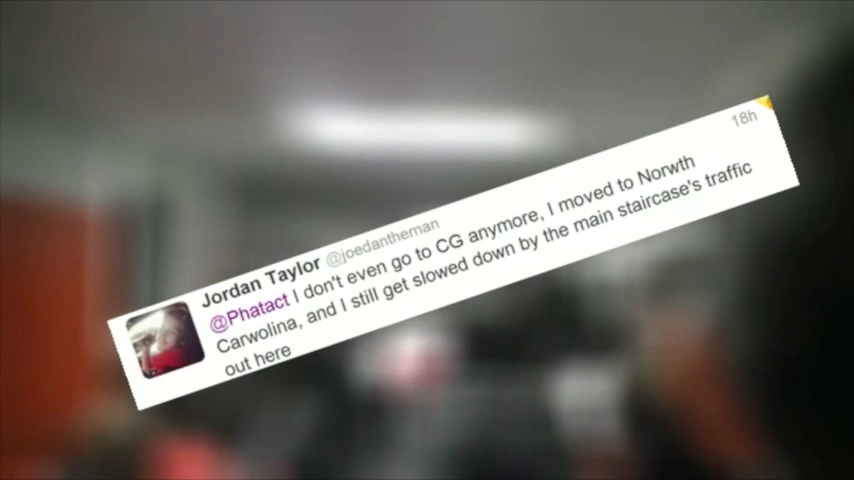 18h
Jordan Taylor @joedantheman
@Phatact I don't even go to CG anymore, I moved to Norwth
Carwolina, and I still get slowed down by the main staircase's traffic
out here